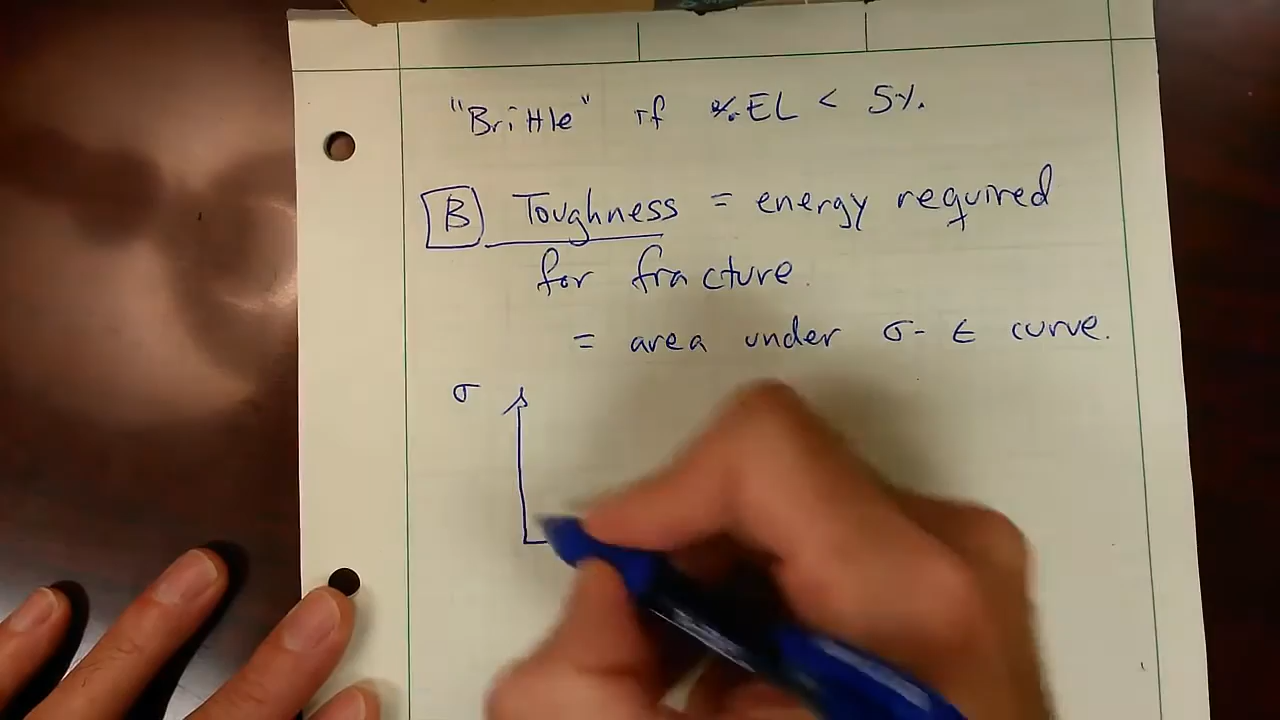 "Brittle" if %EL < 5%.
B Toughness = energy required
for fracture.
= area under σ-ε curve.
σ